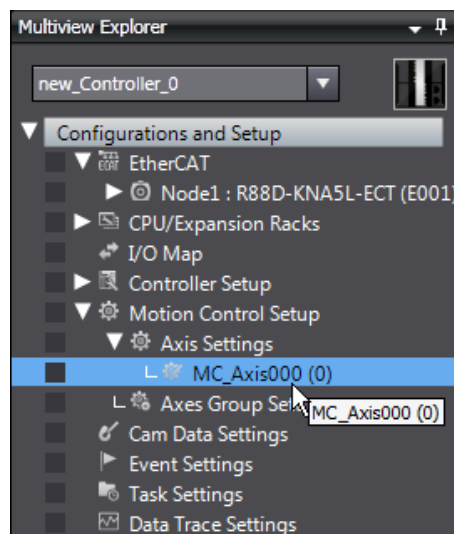 Multiview Explorer
new_Controller_0
Configurations and Setup
EtherCAT
Node1 : R88D-KNA5L-ECT (E001)
CPU/Expansion Racks
I/O Map
Controller Setup
Motion Control Setup
Axis Settings
MC_Axis000 (0)
Axes Group Set
MC_Axis000 (0)
Cam Data Settings
Event Settings
Task Settings
Data Trace Settings